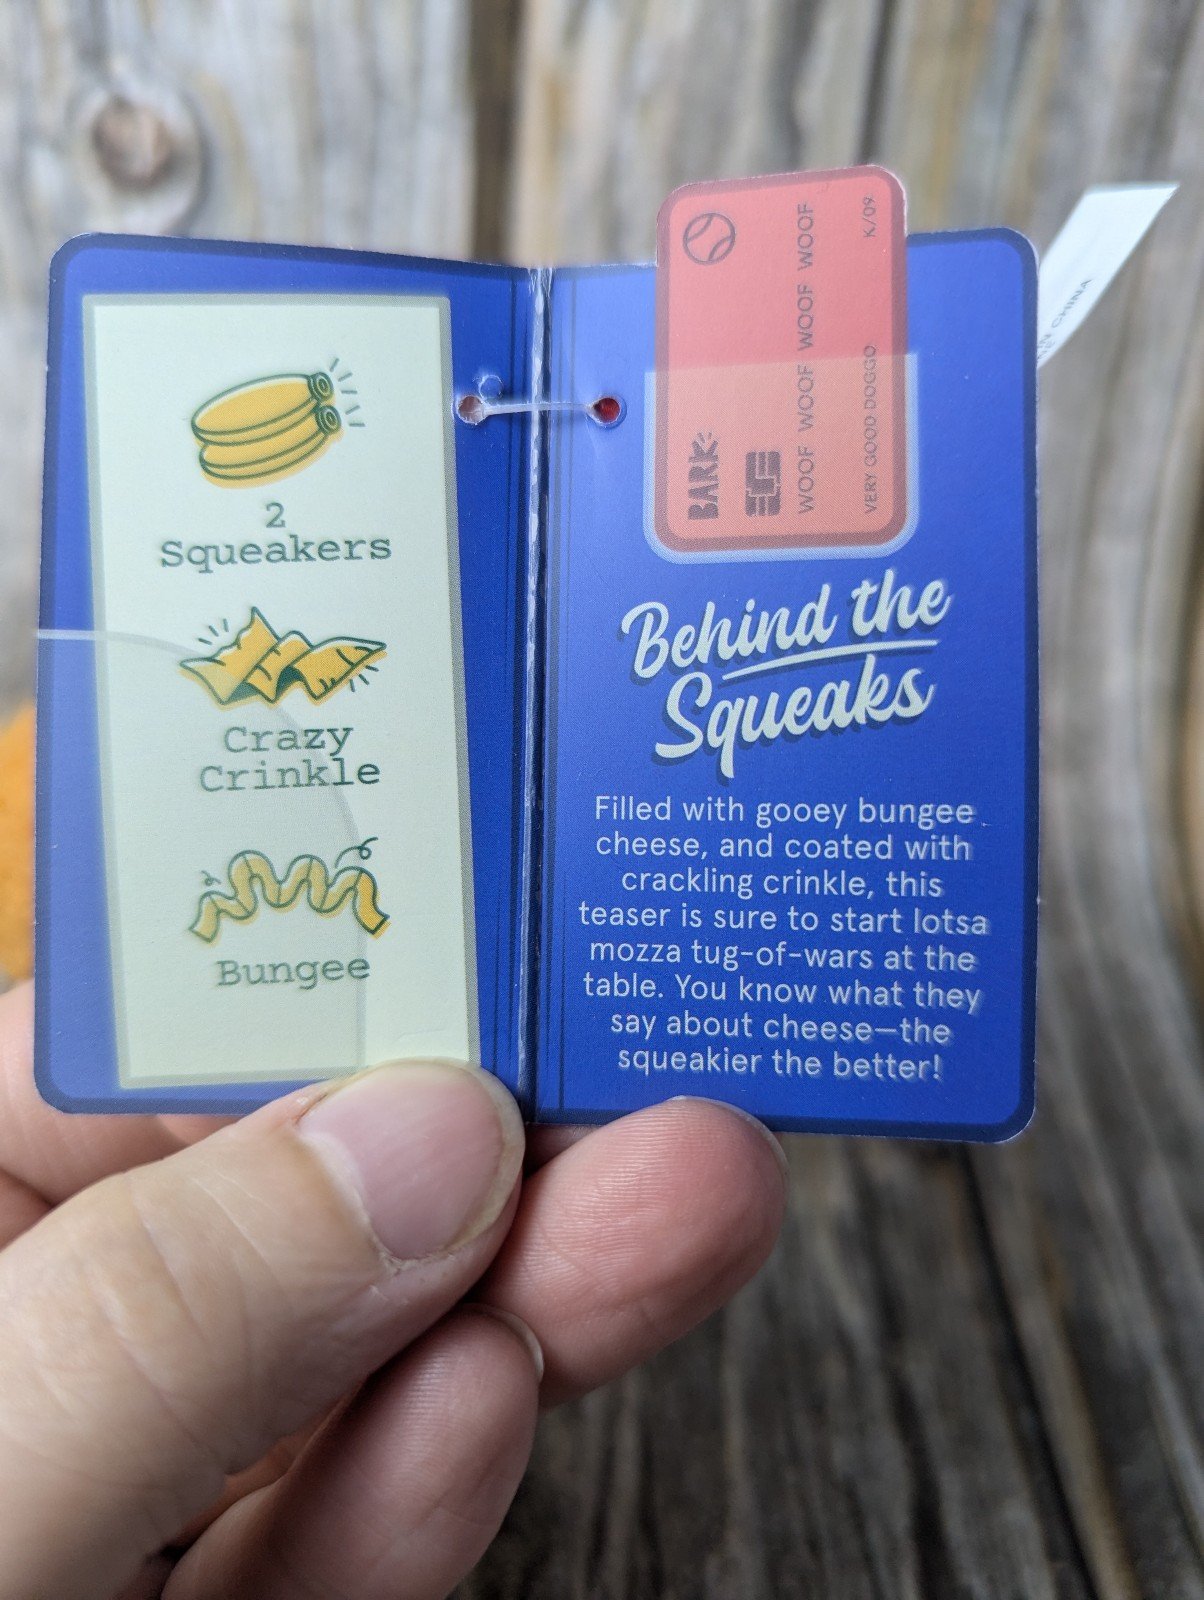 2
Squeakers
Crazy
Crinkle
Bungee
BARK
WOOF WOOF WOOF WOOF
VERY GOOD DOGGO
K/09
Behind the
Squeaks
Filled with gooey bungee
cheese, and coated with
crackling crinkle, this
teaser is sure to start lotsa
mozza tug-of-wars at the
table. You know what they
say about cheese—the
squeakier the better!
CHINA